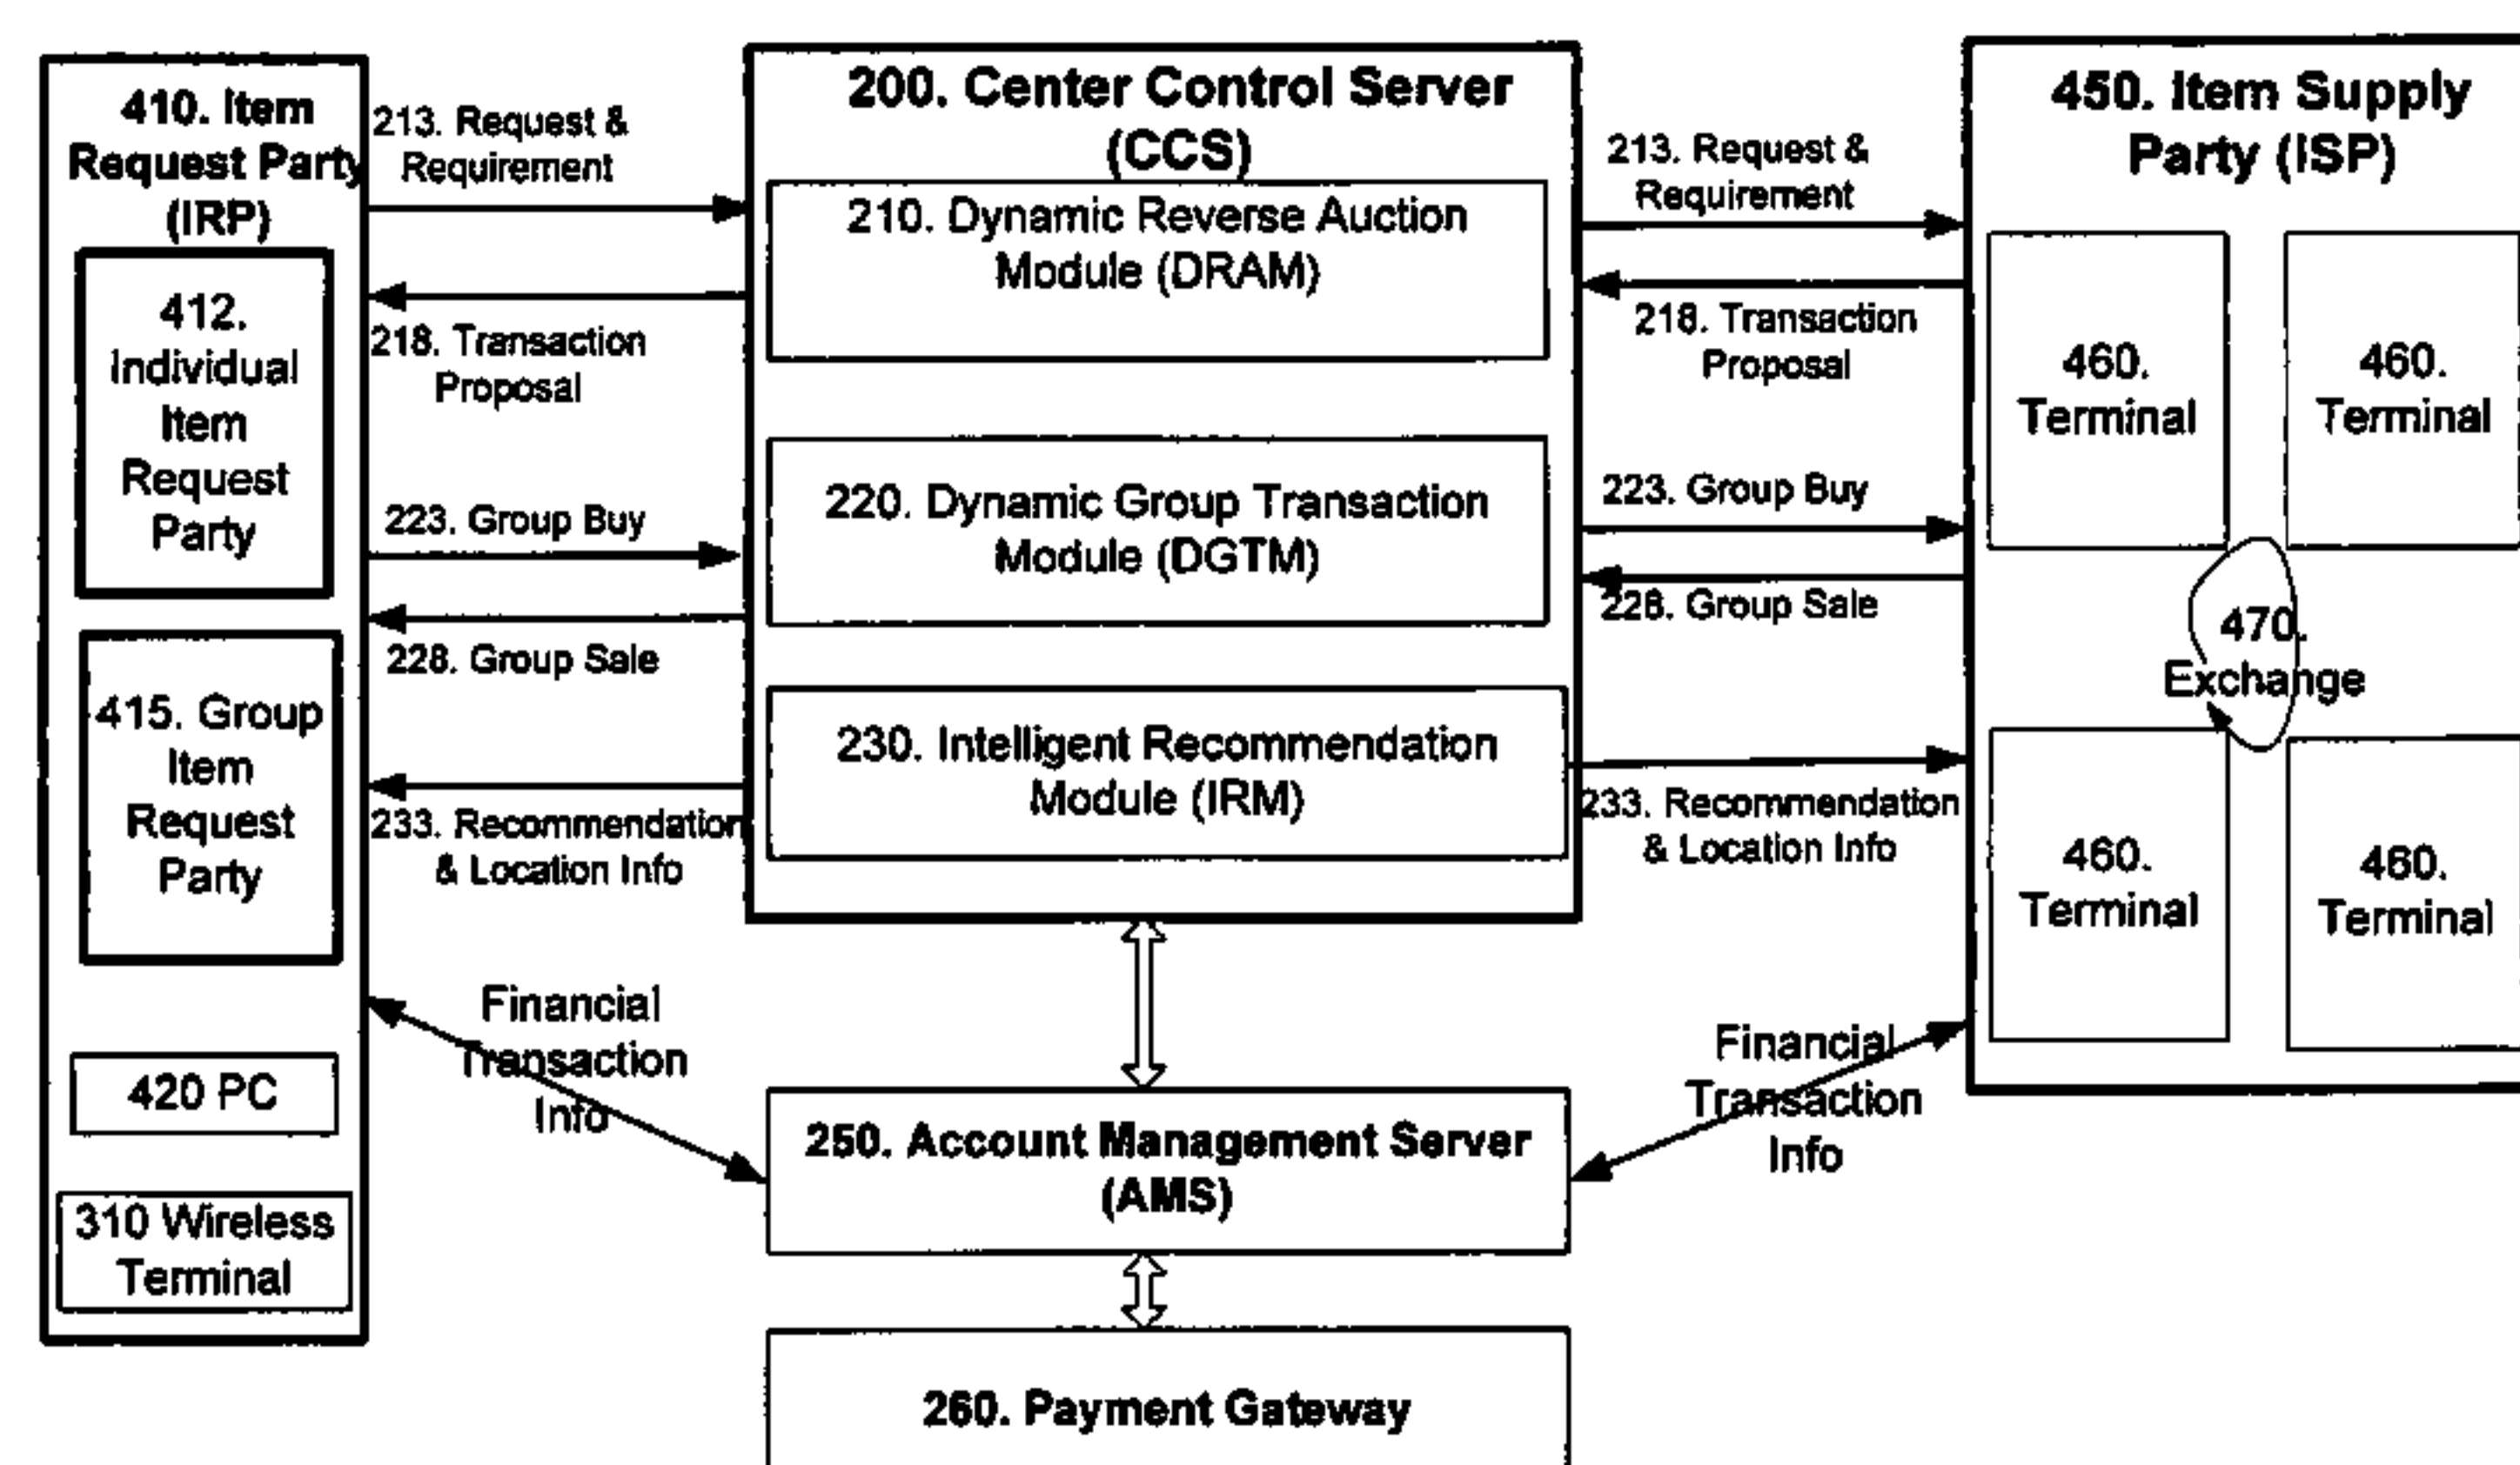 410. Item
Request Party
(IRP)
412.
Individual
Item
Request
Party
415. Group
Item
Request
Party
420 PC
310 Wireless
Terminal
213. Request &
Requirement
218. Transaction
Proposal
223. Group Buy
228. Group Sale
233. Recommendation
& Location Info
Financial
Transaction
Info
200. Center Control Server
(CCS)
210. Dynamic Reverse Auction
Module (DRAM)
220. Dynamic Group Transaction
Module (DGTM)
230. Intelligent Recommendation
Module (IRM)
250. Account Management Server
(AMS)
260. Payment Gateway
213. Request &
Requirement
218. Transaction
Proposal
223. Group Buy
228. Group Sale
233. Recommendation
& Location Info
Financial
Transaction
Info
450. Item Supply
Party (ISP)
460.
Terminal
460.
Terminal
470.
Exchange
460.
Terminal
460.
Terminal